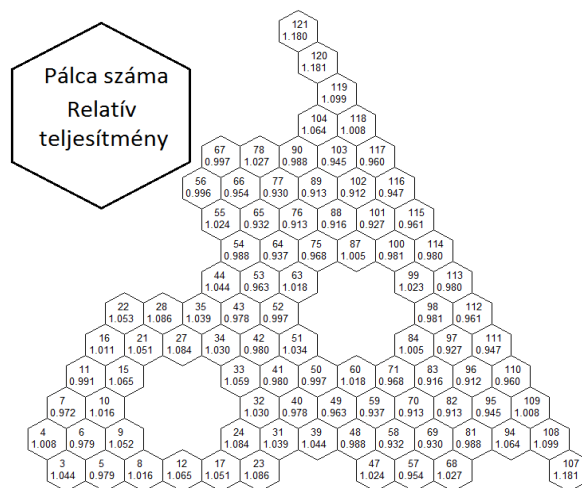 Pálca száma
Relatív
teljesítmény
121
1.180
120
1.181
119
1.099
104 118
1.064 1.008
67 78 90 103 117
0.997 1.027 0.988 0.945 0.960
56 66 77 89 102 116
0.996 0.954 0.930 0.913 0.912 0.947
55 65 76 88 101 115
1.024 0.932 0.913 0.916 0.927 0.961
54 64 75 87 100 114
0.988 0.937 0.968 1.005 0.981 0.980
44 53 63 99 113
1.044 0.963 1.018 1.023 0.980
22 28 35 43 52 98 112
1.053 1.086 1.039 0.978 0.997 0.981 0.961
16 21 27 34 42 51 84 97 111
1.011 1.051 1.084 1.030 0.980 1.034 1.005 0.927 0.947
11 15 33 41 50 60 71 83 96 110
0.991 1.065 1.059 0.980 0.997 1.018 0.968 0.916 0.912 0.960
7 10 32 40 49 59 70 82 95 109
0.972 1.016 1.030 0.978 0.963 0.937 0.913 0.913 0.945 1.008
4 6 9 24 31 39 48 58 69 81 94 108
1.008 0.979 1.052 1.084 1.039 1.044 0.988 0.932 0.930 0.988 1.064 1.099
3 5 8 12 17 23 47 57 68 107
1.044 0.979 1.016 1.065 1.051 1.086 1.024 0.954 1.027 1.181